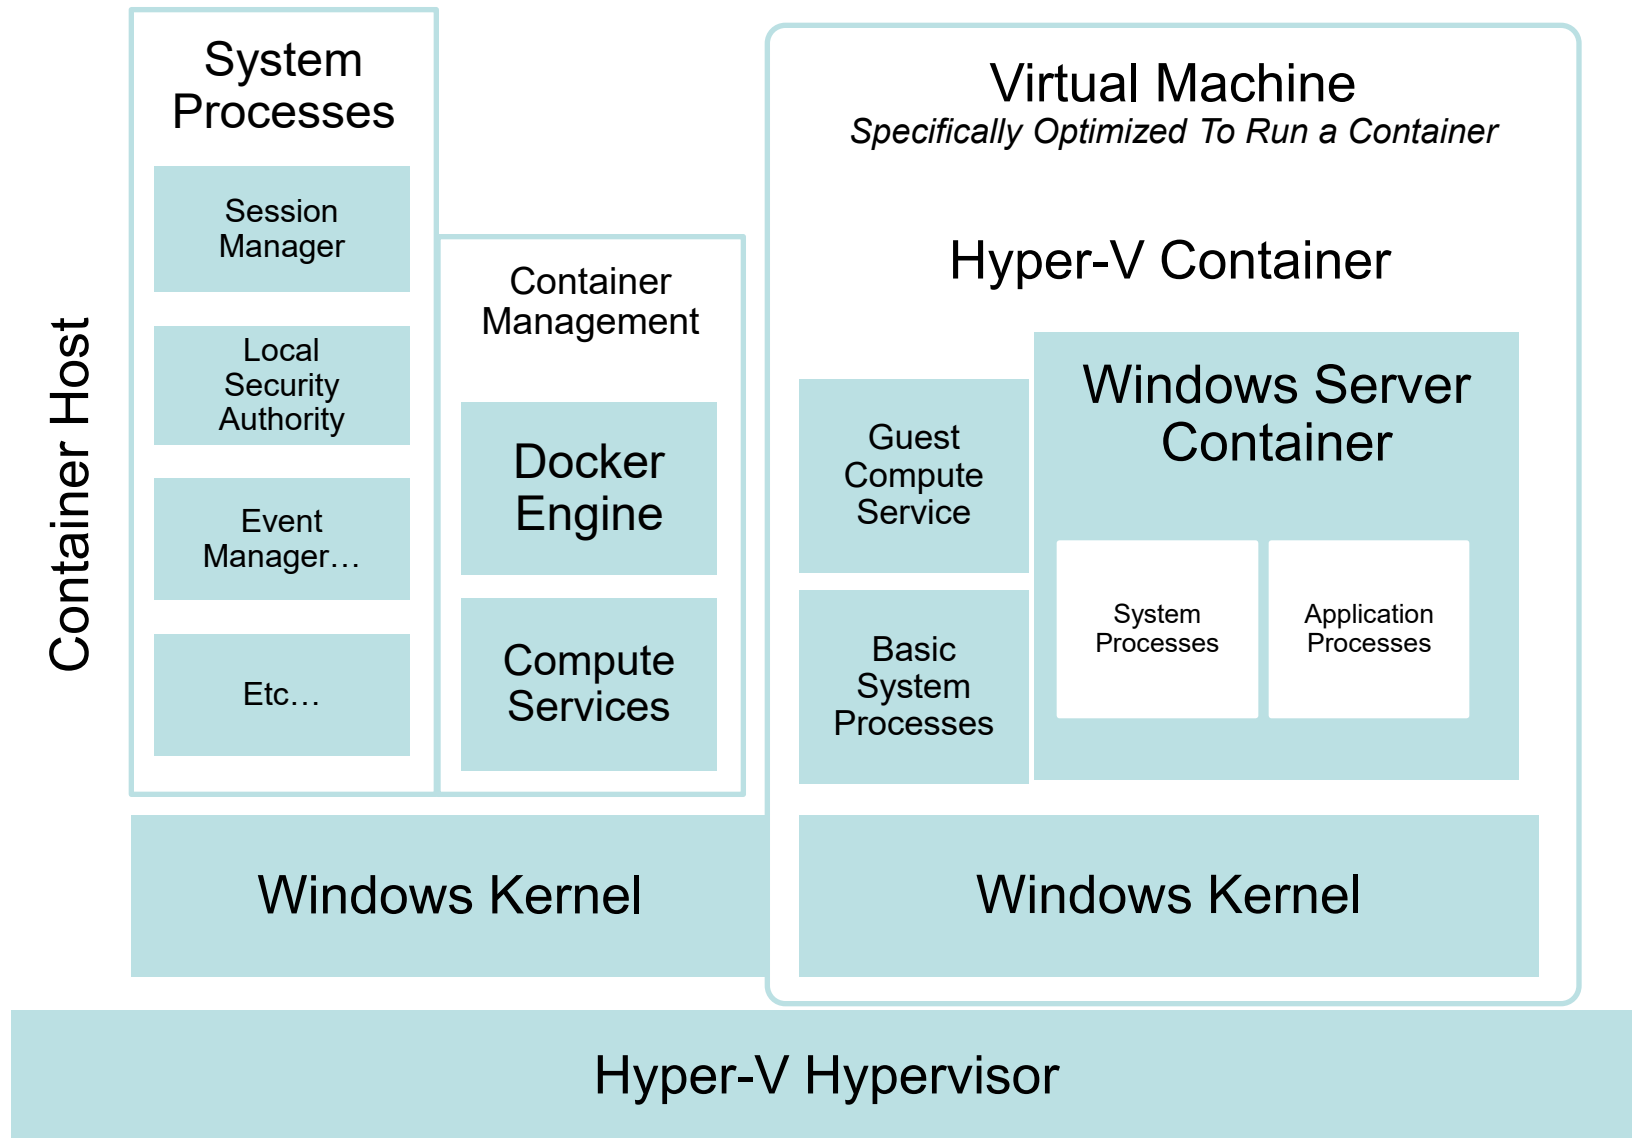 Container Host
System
Processes
Session
Manager
Local
Security
Authority
Event
Manager…
Etc…
Container
Management
Docker
Engine
Compute
Services
Windows Kernel
Virtual Machine
Specifically Optimized To Run a Container
Hyper-V Container
Guest
Compute
Service
Basic
System
Processes
Windows Server
Container
System
Processes
Application
Processes
Windows Kernel
Hyper-V Hypervisor